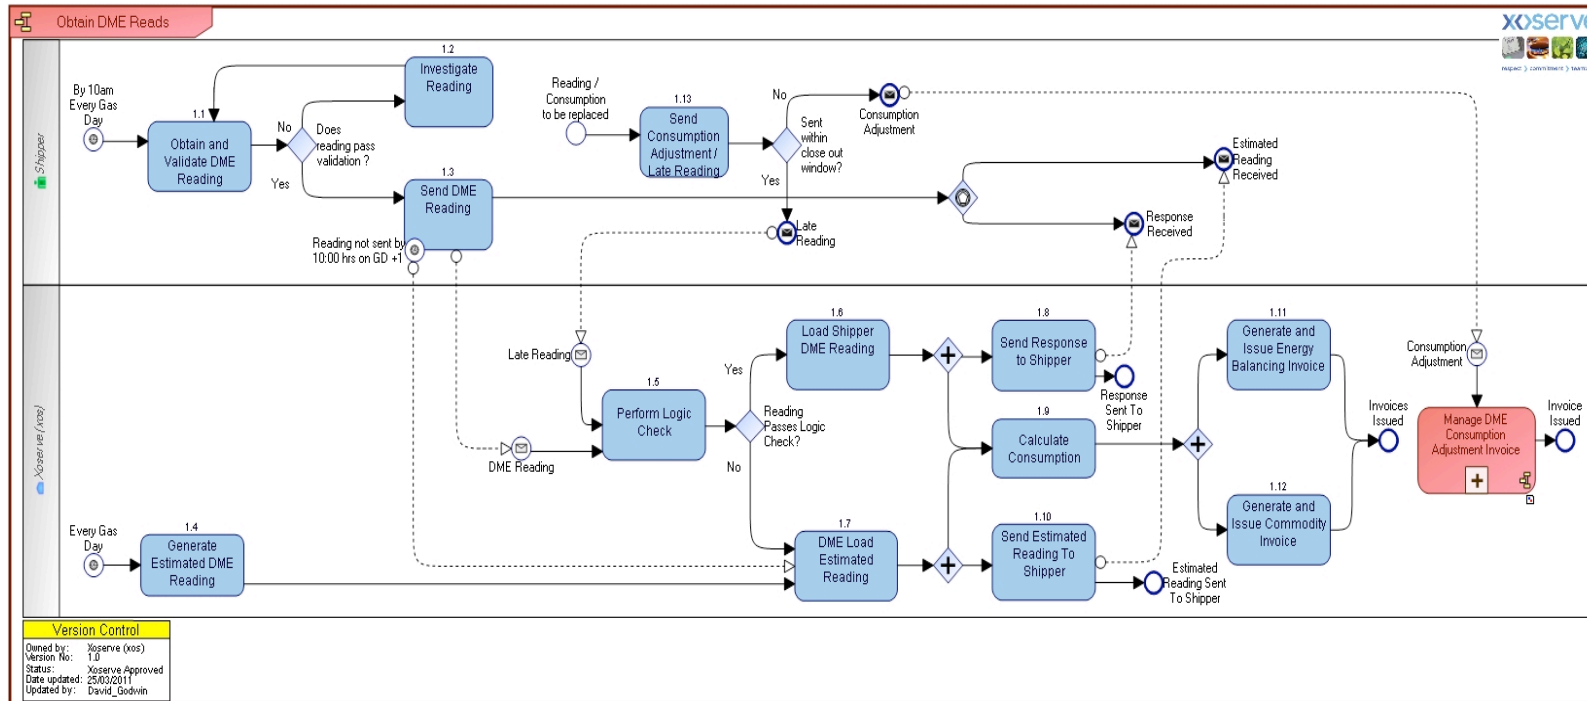 Obtain DME Reads
xoserve
respect > commitment > teamwork
Shipper
By 10am
Every Gas
Day
1.1
Obtain and
Validate DME
Reading
No
Yes
Does
reading pass
validation ?
1.2
Investigate
Reading
1.3
Send DME
Reading
Reading not sent by
10:00 hrs on GD +1
Reading /
Consumption
to be replaced
1.13
Send
Consumption
Adjustment /
Late Reading
No
Sent
within
close out
window?
Yes
Consumption
Adjustment
Late
Reading
Estimated
Reading
Received
Response
Received
Xoserve (xos)
Late Reading
DME Reading
1.5
Perform Logic
Check
Yes
Reading
Passes Logic
Check?
No
1.6
Load Shipper
DME Reading
1.8
Send Response
to Shipper
Response
Sent To
Shipper
1.9
Calculate
Consumption
1.11
Generate and
Issue Energy
Balancing Invoice
1.12
Generate and
Issue Commodity
Invoice
Invoices
Issued
Consumption
Adjustment
Manage DME
Consumption
Adjustment Invoice
Invoice
Issued
Every Gas
Day
1.4
Generate
Estimated DME
Reading
1.7
DME Load
Estimated
Reading
1.10
Send Estimated
Reading To
Shipper
Estimated
Reading Sent
To Shipper
Version Control
Owned by: Xoserve (xos)
Version No: 1.0
Status: Xoserve Approved
Date updated: 25/03/2011
Updated by: David_Godwin